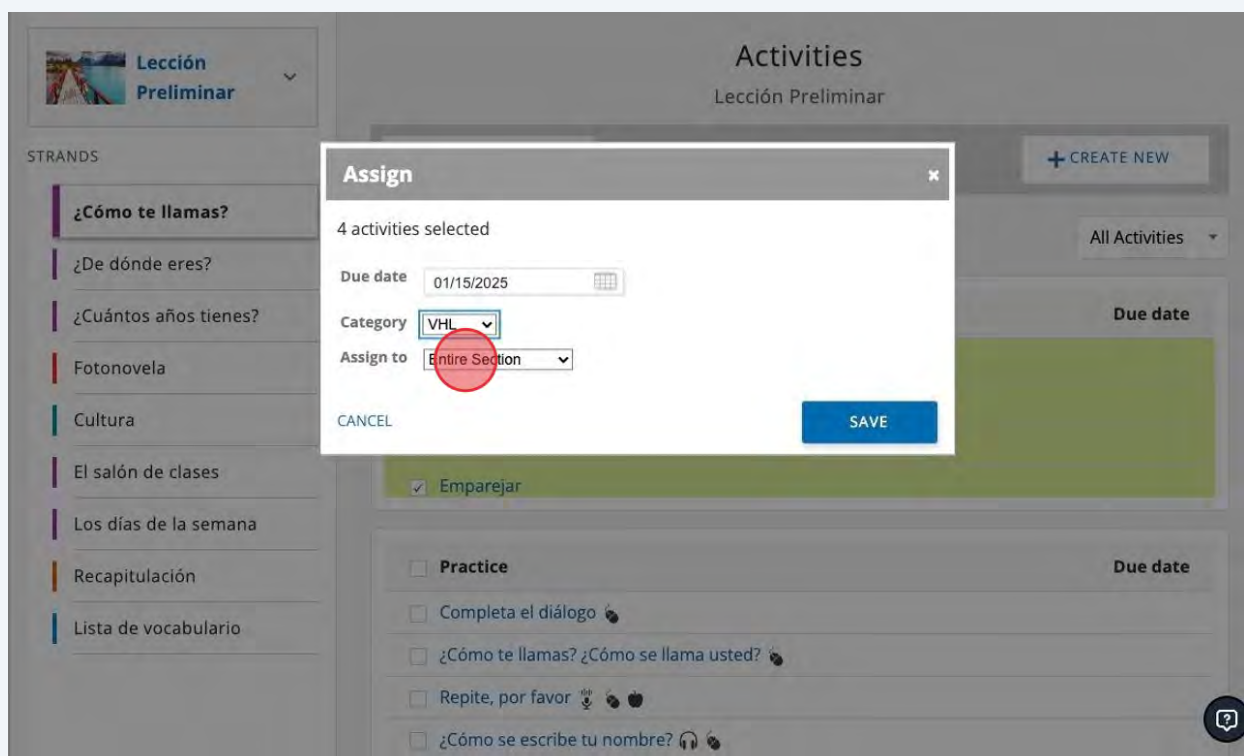 Lección
Preliminar
STRANDS
¿Cómo te llamas?
¿De dónde eres?
¿Cuántos años tienes?
Fotonovela
Cultura
El salón de clases
Los días de la semana
Recapitulación
Lista de vocabulario
Activities
Lección Preliminar
+ CREATE NEW
All Activities
Due date
Assign
4 activities selected
Due date 01/15/2025
Category VHL
Assign to Entire Section
CANCEL SAVE
Emparejar
Practice Due date
Completa el diálogo
¿Cómo te llamas? ¿Cómo se llama usted?
Repite, por favor
¿Cómo se escribe tu nombre?